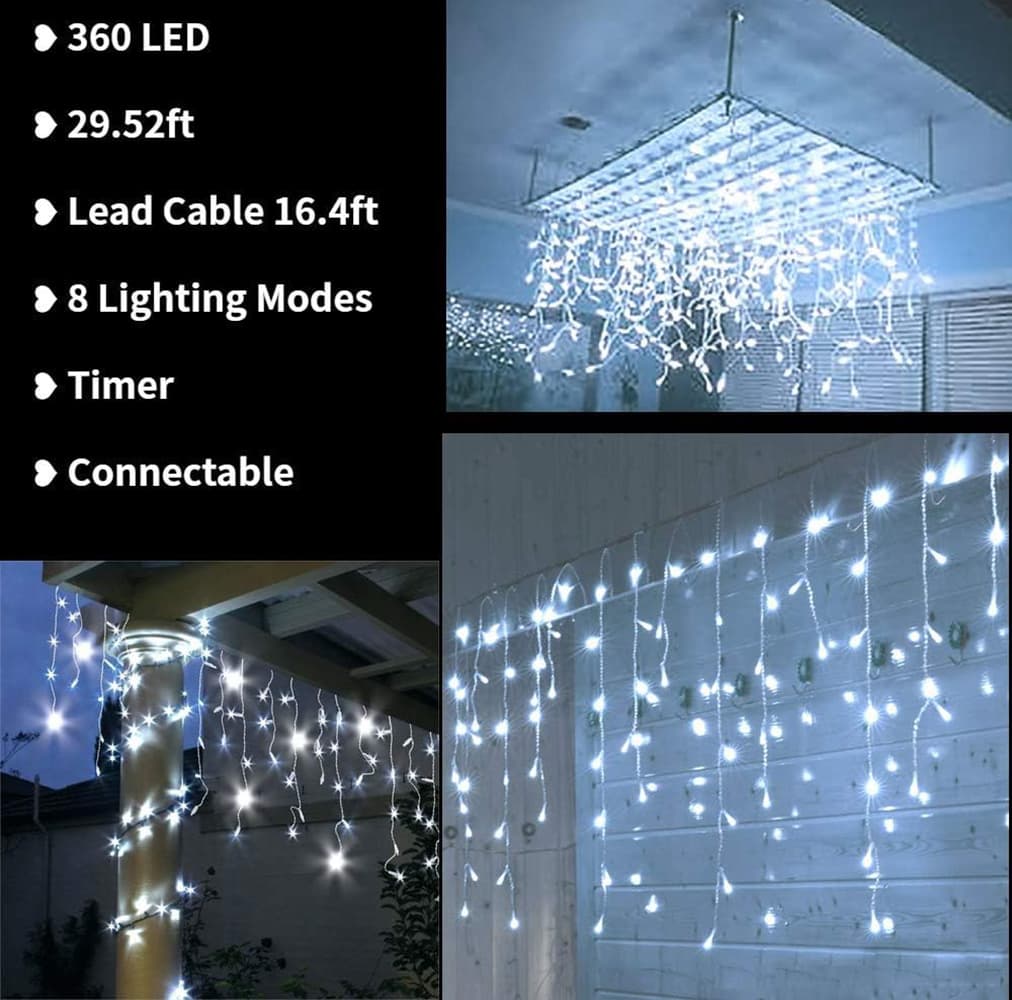 ❥ 360 LED
❥ 29.52ft
❥ Lead Cable 16.4ft
❥ 8 Lighting Modes
❥ Timer
❥ Connectable